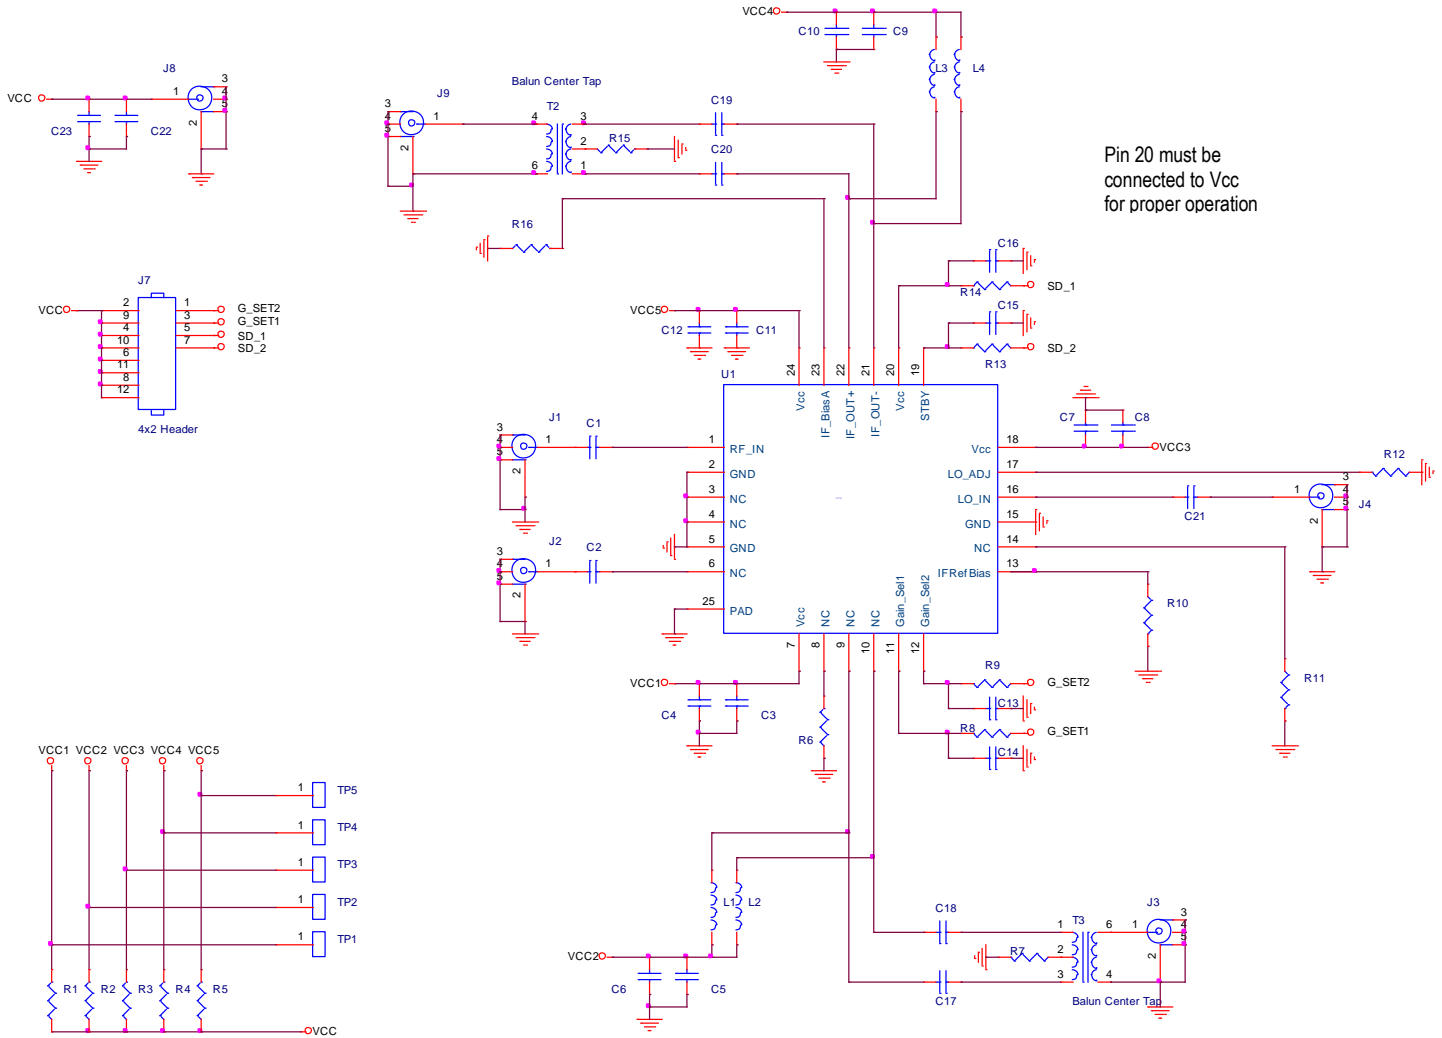 VCC4
C10
C9
L3
L4
J8
VCC
1
3
4
5
2
C23
C22
Balun Center Tap
J9
3
4
5
1
2
T2
4
6
3
2
1
C19
R15
C20
Pin 20 must be
connected to Vcc
for proper operation
R16
C16
R14
SD_1
C15
R13
SD_2
J7
VCC
2
9
4
10
6
11
8
12
1
3
5
7
G_SET2
G_SET1
SD_1
SD_2
4x2 Header
VCC5
C12
C11
U1
24
23
22
21
20
19
Vcc
IF_BiasA
IF_OUT+
IF_OUT-
Vcc
STBY
J1
3
4
5
1
2
C1
1
RF_IN
2
GND
3
NC
4
NC
5
GND
6
NC
25
PAD
J2
3
4
5
1
2
C2
C7
C8
VCC3
18
Vcc
17
LO_ADJ
16
LO_IN
15
GND
14
NC
13
IFRefBias
R12
C21
1
3
4
5
2
J4
R10
R11
Vcc
NC
NC
NC
Gain_Sel1
Gain_Sel2
7
8
9
10
11
12
VCC1
C4
C3
R6
R9
G_SET2
C13
R8
G_SET1
C14
VCC1
VCC2
VCC3
VCC4
VCC5
1
TP5
1
TP4
1
TP3
1
TP2
1
TP1
R1
R2
R3
R4
R5
VCC
L1
L2
VCC2
C6
C5
C18
C17
R7
1
2
3
T3
6
4
1
J3
3
4
5
2
Balun Center Tap